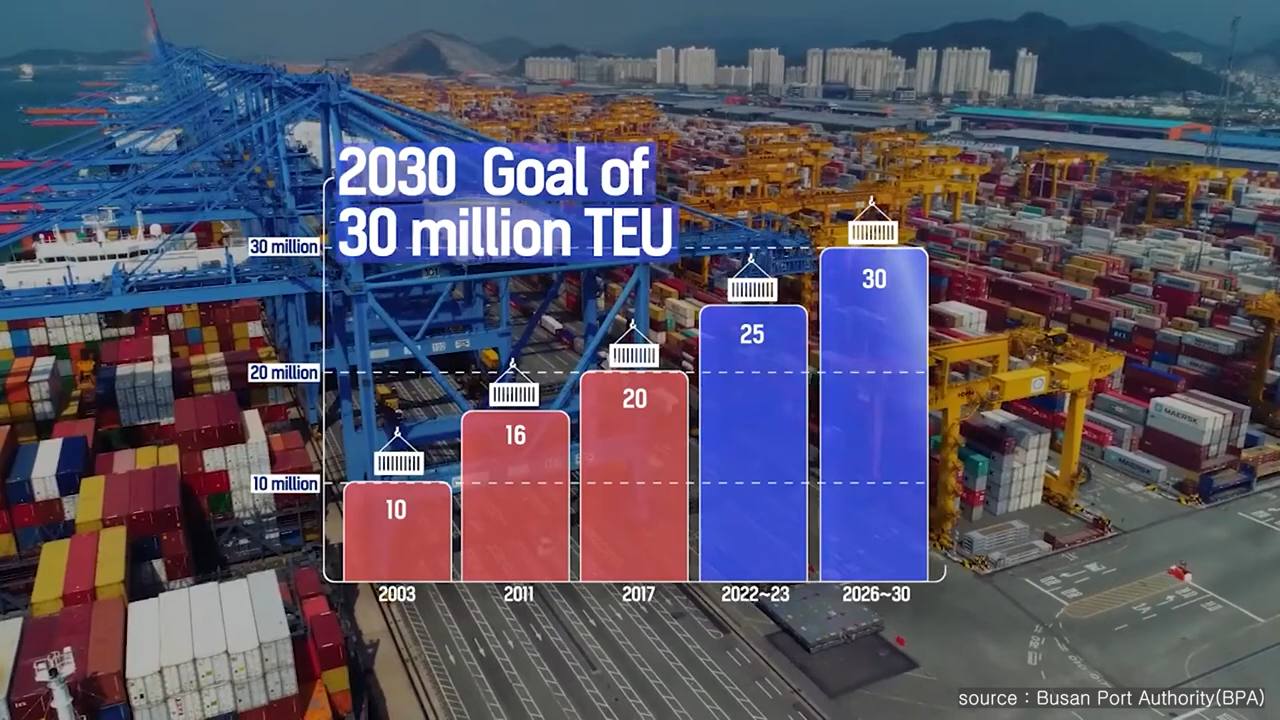 2030 Goal of
30 million TEU
30 million
20 million
10 million
10
16
20
25
30
2003
2011
2017
2022~23
2026~30
MAERSK
MAERSK
source : Busan Port Authority(BPA)